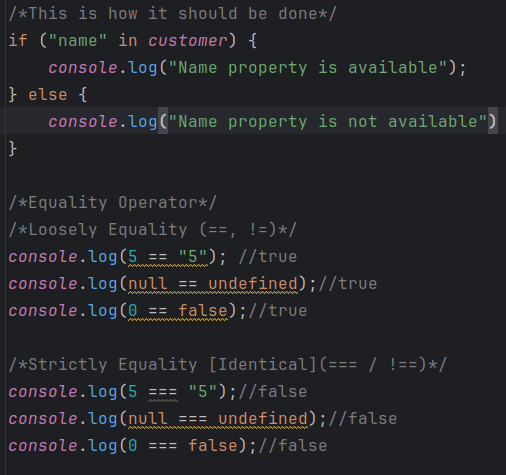 /*This is how it should be done*/
if ("name" in customer) {
    console.log("Name property is available");
} else {
    console.log("Name property is not available")
}

/*Equality Operator*/
/*Loosely Equality (==, !=)*/
console.log(5 == "5"); //true
console.log(null == undefined);//true
console.log(0 == false);//true

/*Strictly Equality [Identical](=== / !==)*/
console.log(5 === "5");//false
console.log(null === undefined);//false
console.log(0 === false);//false